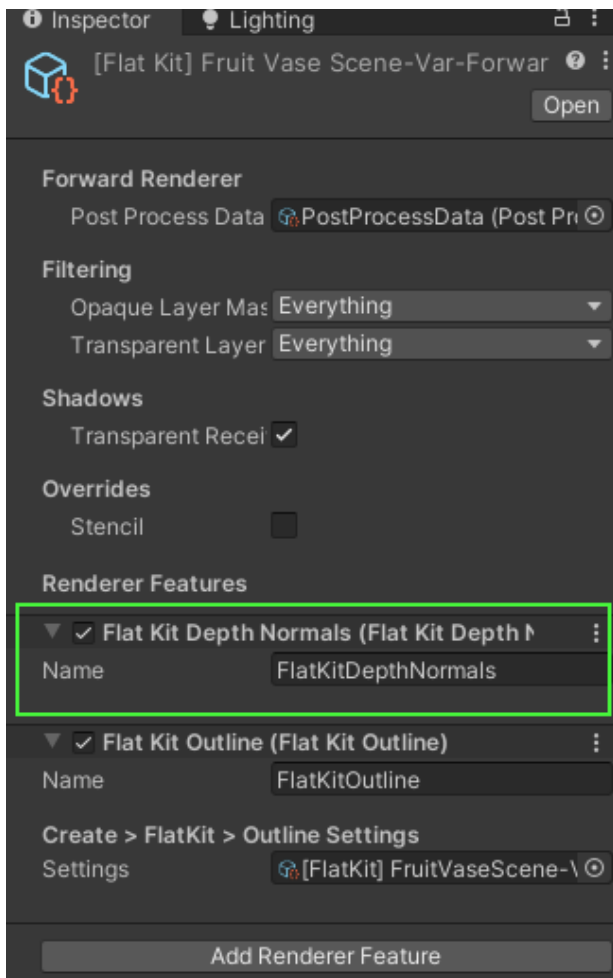 Inspector Lighting
[Flat Kit] Fruit Vase Scene-Var-Forwar
Open
Forward Renderer
Post Process Data PostProcessData (Post Pro
Filtering
Opaque Layer Mas Everything
Transparent Layer Everything
Shadows
Transparent Recei
Overrides
Stencil
Renderer Features
Flat Kit Depth Normals (Flat Kit Depth N
Name FlatKitDepthNormals
Flat Kit Outline (Flat Kit Outline)
Name FlatKitOutline
Create > FlatKit > Outline Settings
Settings [FlatKit] FruitVaseScene-V
Add Renderer Feature